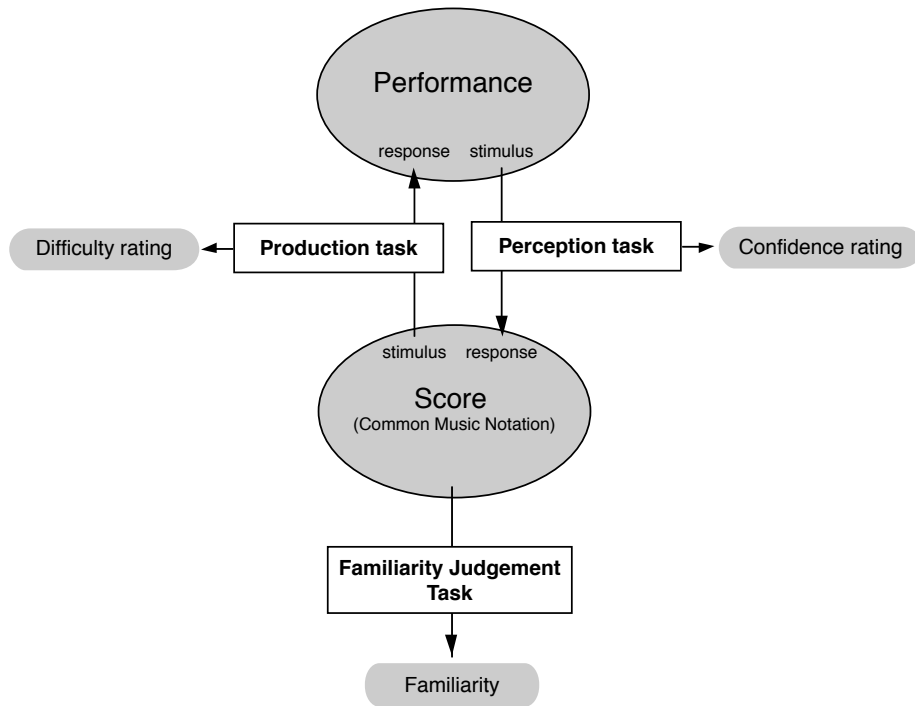 Performance
response stimulus
Difficulty rating
Production task
Perception task
Confidence rating
stimulus response
Score
(Common Music Notation)
Familiarity Judgement
Task
Familiarity